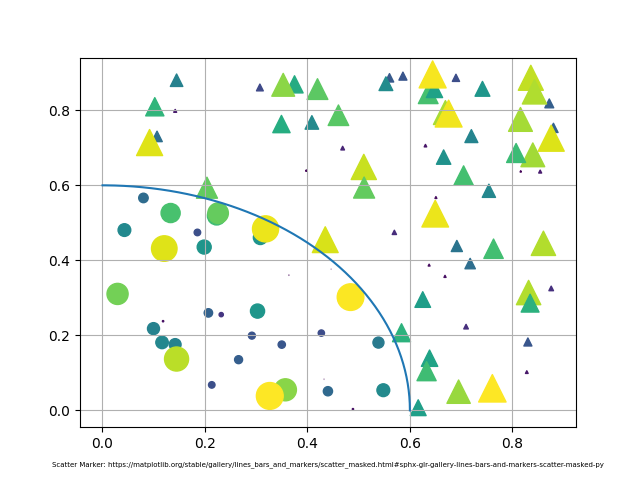 0.8
0.6
0.4
0.2
0.0
0.0 0.2 0.4 0.6 0.8
Scatter Marker: https://matplotlib.org/stable/gallery/lines_bars_and_markers/scatter_masked.html#sphx-glr-gallery-lines-bars-and-markers-scatter-masked-py